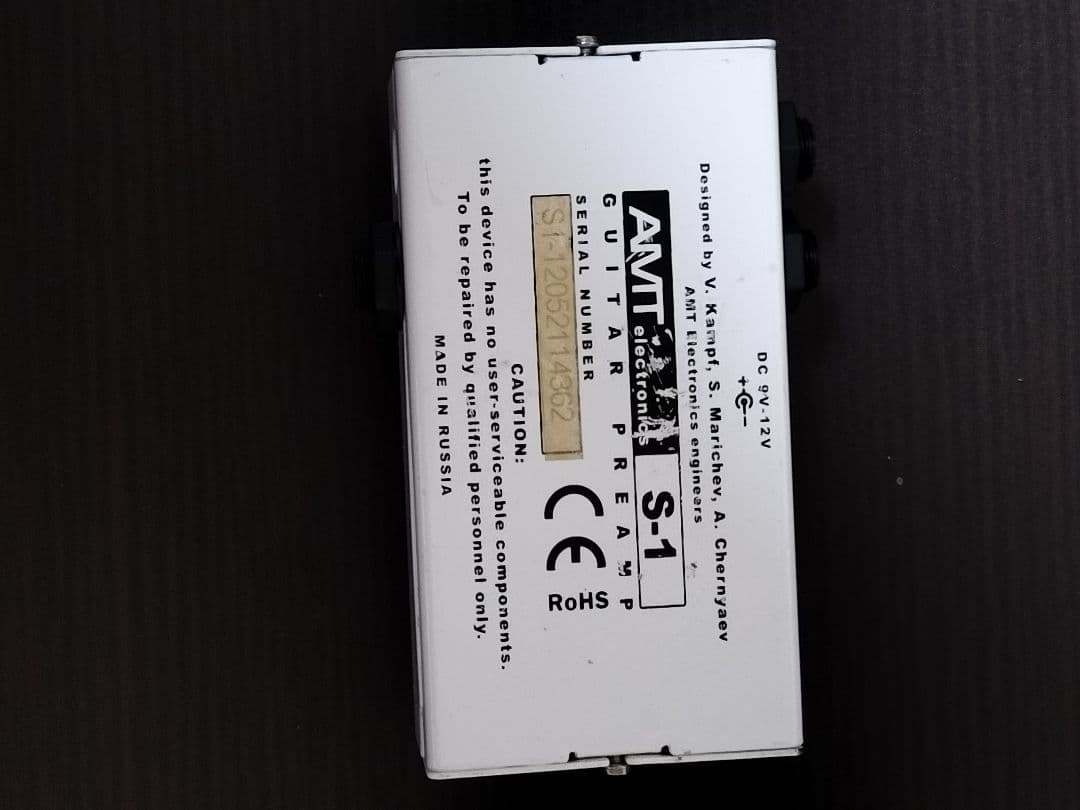 DC 9V-12V
+ -
Designed by V. Kampf, S. Marichev, A. Chernyaev
AMT Electronics engineers
AMT electronics S-1
GUITAR PREAMP
SERIAL NUMBER
S1-12052114362
CE
RoHS
CAUTION:
this device has no user-serviceable components.
To be repaired by qualified personnel only.
MADE IN RUSSIA